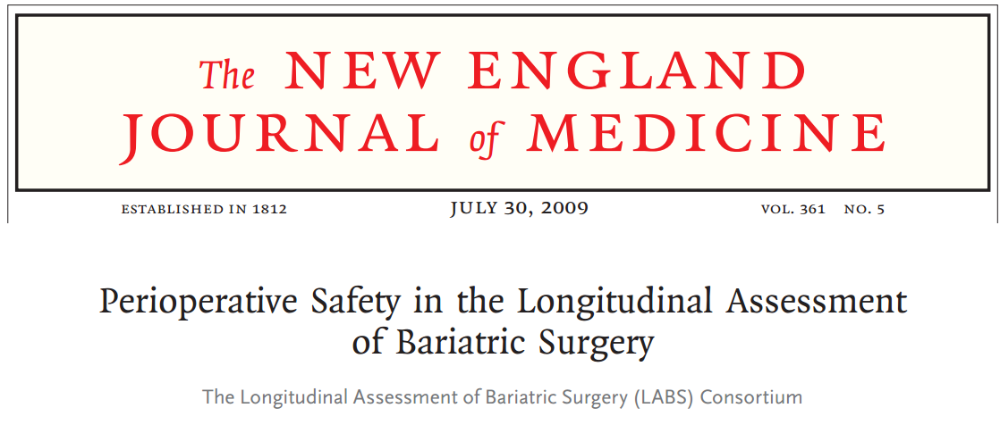 The NEW ENGLAND
JOURNAL of MEDICINE
ESTABLISHED IN 1812 JULY 30, 2009 VOL. 361 NO. 5
Perioperative Safety in the Longitudinal Assessment
of Bariatric Surgery
The Longitudinal Assessment of Bariatric Surgery (LABS) Consortium